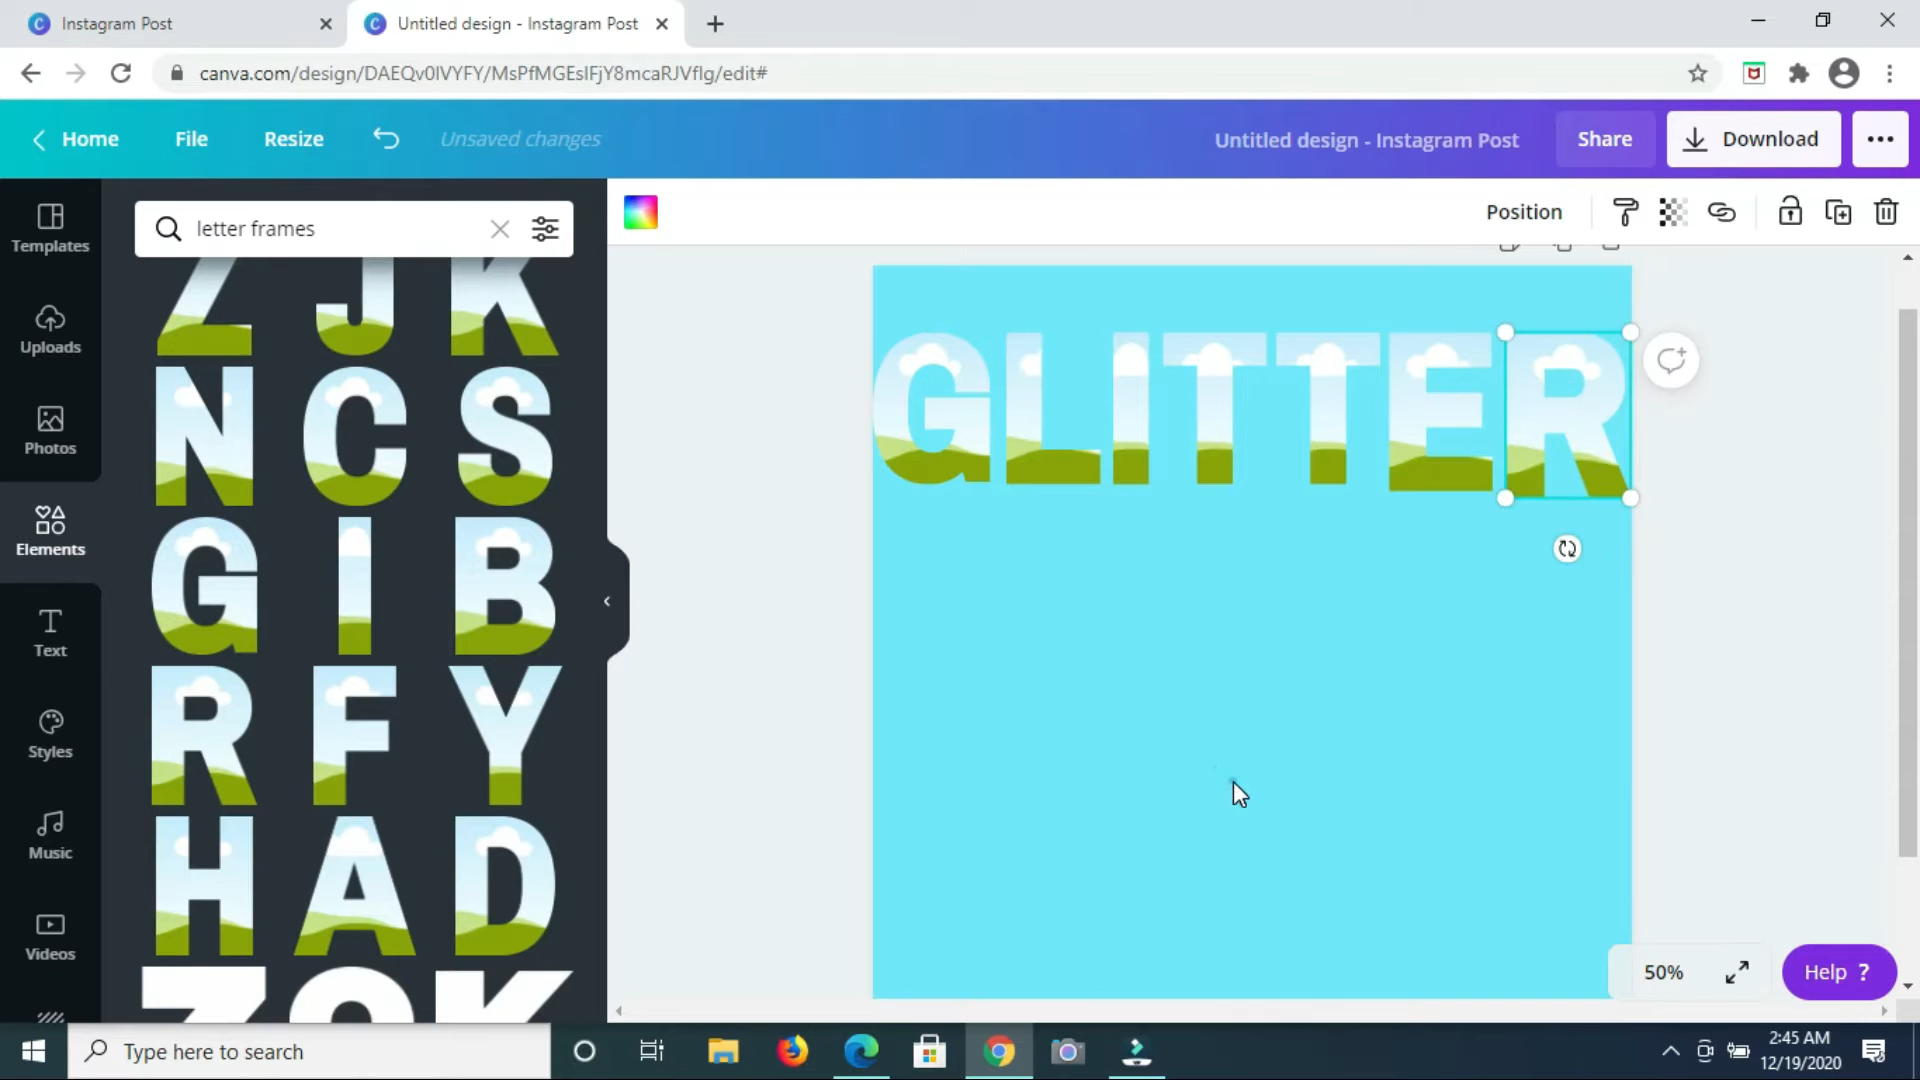 Instagram Post
Untitled design - Instagram Post
canva.com/design/DAEQv0lVYFY/MsPfMGEsIFjY8mcaRJVflg/edit#
Home
File
Resize
Unsaved changes
Untitled design - Instagram Post
Share
Download
Templates
Uploads
Photos
Elements
Text
Styles
Music
Videos
letter frames
Z J K
N C S
G I B
R F Y
H A D
Position
GLITTER
50%
Help ?
Type here to search
2:45 AM
12/19/2020